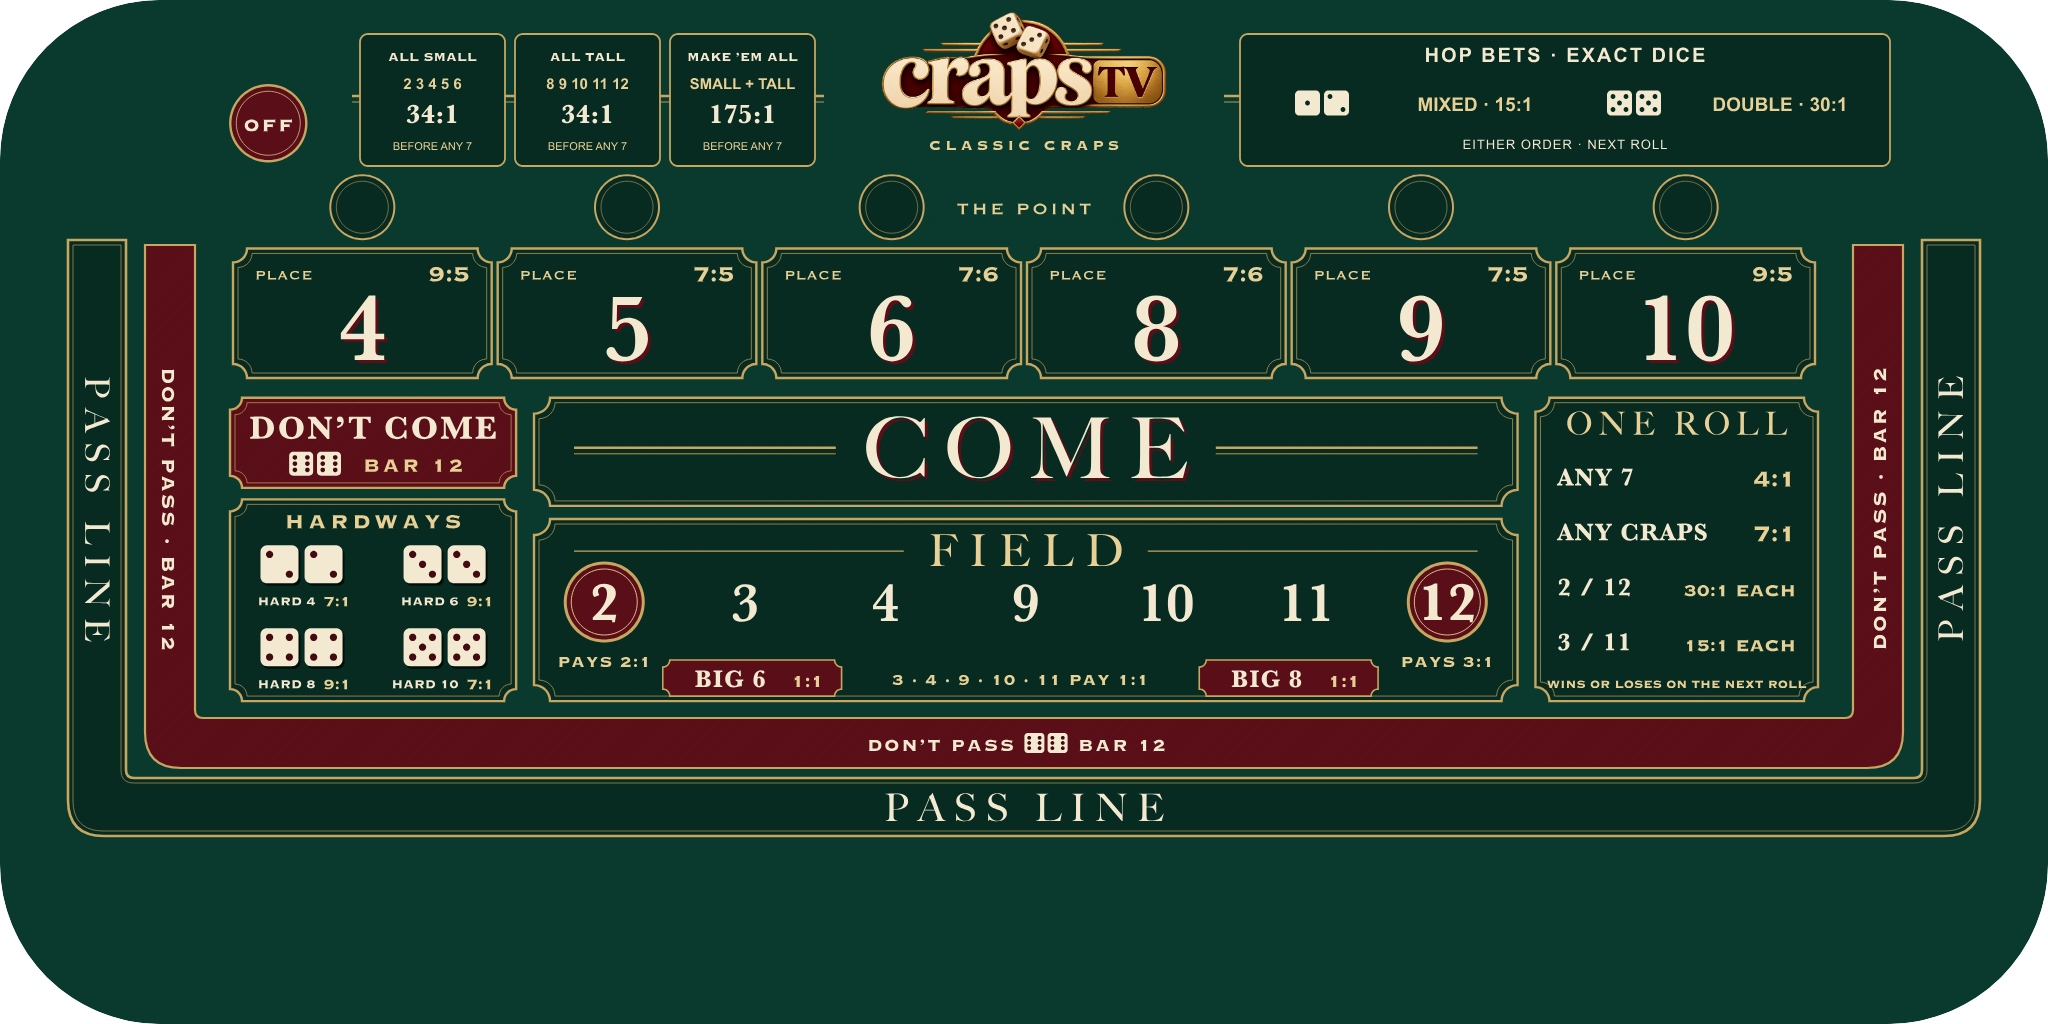 ALL SMALL
2 3 4 5 6
34:1
BEFORE ANY 7
ALL TALL
8 9 10 11 12
34:1
BEFORE ANY 7
MAKE 'EM ALL
SMALL + TALL
175:1
BEFORE ANY 7
craps TV
CLASSIC CRAPS
HOP BETS · EXACT DICE
MIXED · 15:1
DOUBLE · 30:1
EITHER ORDER · NEXT ROLL
OFF
THE POINT
PLACE 9:5
4
PLACE 7:5
5
PLACE 7:6
6
PLACE 7:6
8
PLACE 7:5
9
PLACE 9:5
10
PASS LINE
DON'T PASS · BAR 12
DON'T COME
BAR 12
HARDWAYS
HARD 4 7:1
HARD 6 9:1
HARD 8 9:1
HARD 10 7:1
COME
FIELD
2 3 4 9 10 11 12
PAYS 2:1
PAYS 3:1
BIG 6 1:1
3 · 4 · 9 · 10 · 11 PAY 1:1
BIG 8 1:1
ONE ROLL
ANY 7 4:1
ANY CRAPS 7:1
2 / 12 30:1 EACH
3 / 11 15:1 EACH
WINS OR LOSES ON THE NEXT ROLL
DON'T PASS · BAR 12
PASS LINE
DON'T PASS BAR 12
PASS LINE